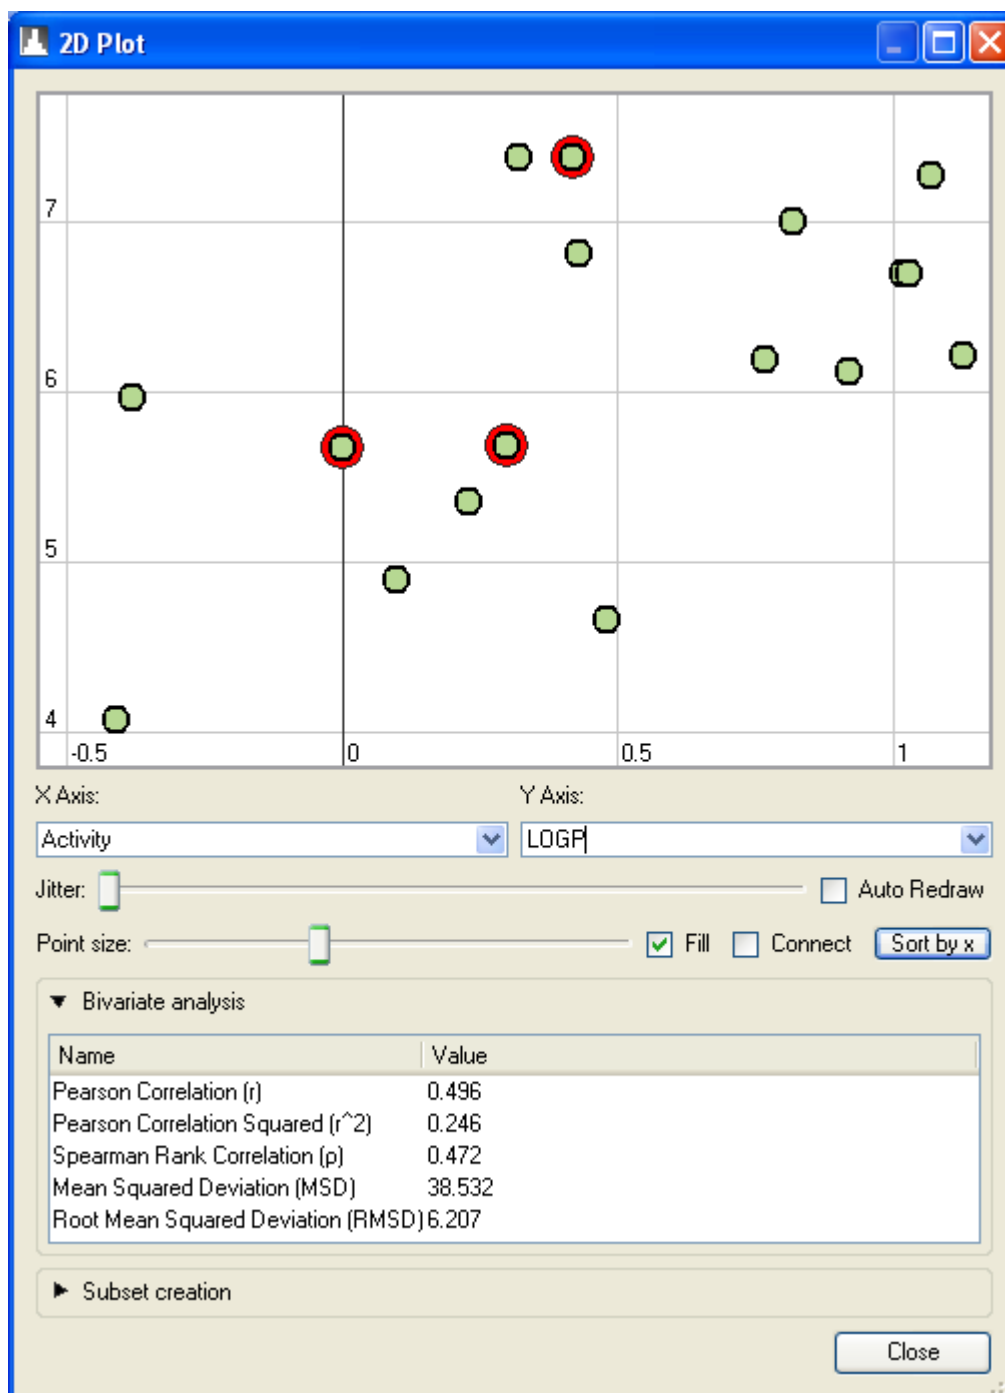 2D Plot
7
6
5
4
-0.5 0 0.5 1
X Axis: Y Axis:
Activity LOGP
Jitter: Auto Redraw
Point size: Fill Connect Sort by x
Bivariate analysis
Name Value
Pearson Correlation (r) 0.496
Pearson Correlation Squared (r^2) 0.246
Spearman Rank Correlation (ρ) 0.472
Mean Squared Deviation (MSD) 38.532
Root Mean Squared Deviation (RMSD) 6.207
Subset creation
Close